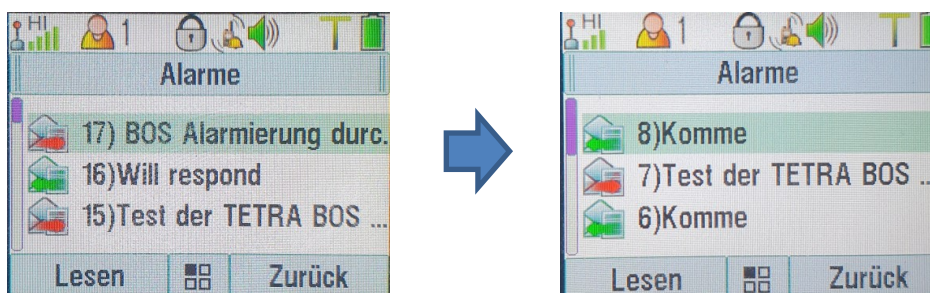 HI 1 T
Alarme
17) BOS Alarmierung durc.
16)Will respond
15)Test der TETRA BOS ...
Lesen Zurück
HI 1 T
Alarme
8)Komme
7)Test der TETRA BOS ..
6)Komme
Lesen Zurück